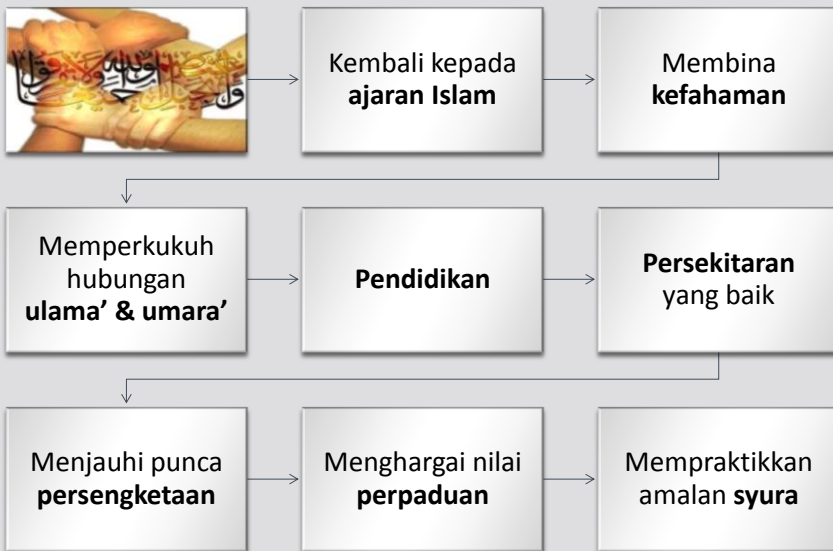 Kembali kepada
ajaran Islam
Membina
kefahaman
Memperkukuh
hubungan
ulama’ & umara’
Pendidikan
Persekitaran
yang baik
Menjauhi punca
persengketaan
Menghargai nilai
perpaduan
Mempraktikkan
amalan syura